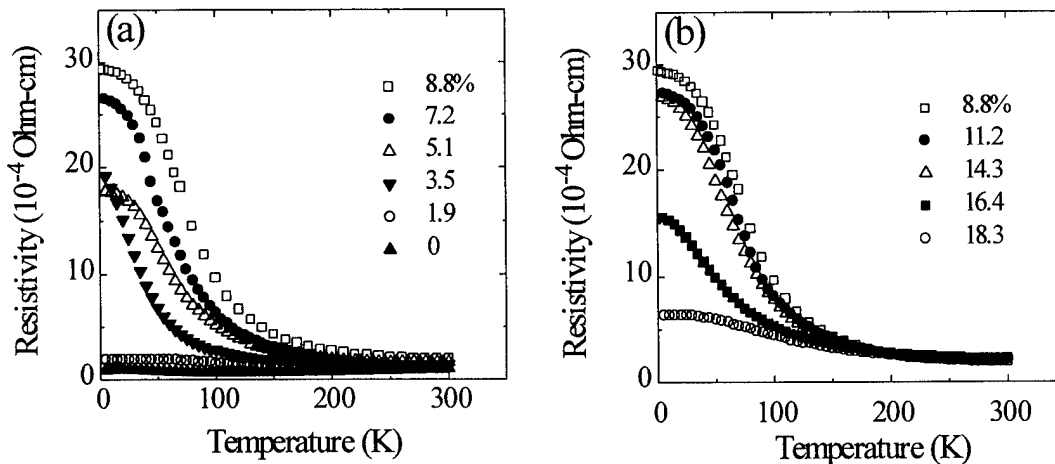 (a)
Resistivity (10⁻⁴ Ohm-cm)
30
20
10
0
8.8%
7.2
5.1
3.5
1.9
0
0 100 200 300
Temperature (K)
(b)
Resistivity (10⁻⁴ Ohm-cm)
30
20
10
0
8.8%
11.2
14.3
16.4
18.3
0 100 200 300
Temperature (K)